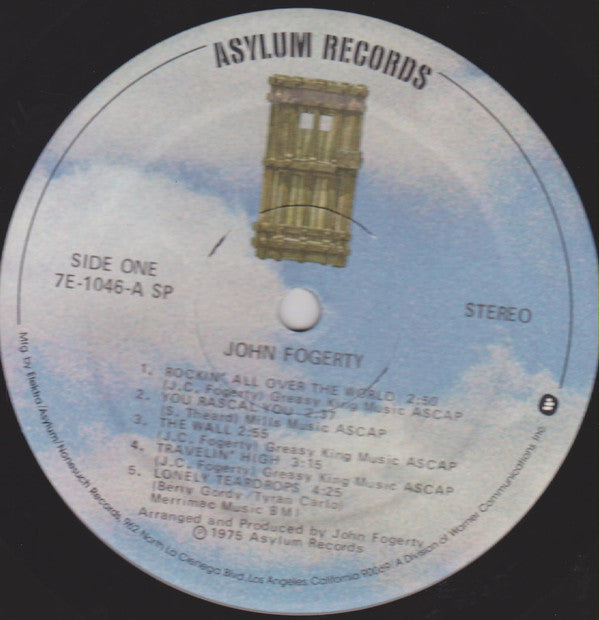 ASYLUM RECORDS
SIDE ONE
7E-1046-A SP
STEREO
JOHN FOGERTY
1. ROCKIN' ALL OVER THE WORLD 2:50
(J.C. Fogerty) Greasy King Music ASCAP
2. YOU RASCAL YOU 2:37
(S. Theard) Mills Music ASCAP
3. THE WALL 2:55
(J.C. Fogerty) Greasy King Music ASCAP
4. TRAVELIN' HIGH 3:15
(J.C. Fogerty) Greasy King Music ASCAP
5. LONELY TEARDROPS 4:25
(Berry Gordy/Tyran Carlo)
Merrimac Music BMI
Arranged and Produced by John Fogerty
Ⓒ 1975 Asylum Records
Mfg by Elektra/Asylum/Nonesuch Records, 962 North La Cienega Blvd., Los Angeles, California 90069/A Division of Warner Communications, Inc.